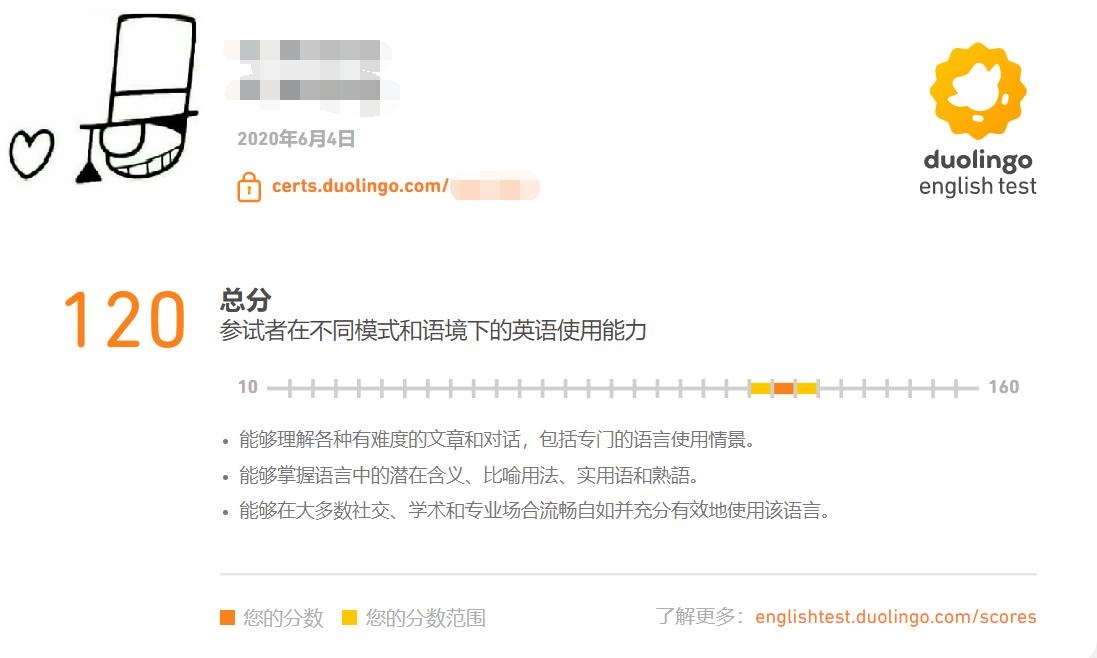 2020年6月4日
certs.duolingo.com/
duolingo
english test
120
总分
参试者在不同模式和语境下的英语使用能力
10
160
• 能够理解各种有难度的文章和对话，包括专门的语言使用情景。
• 能够掌握语言中的潜在含义、比喻用法、实用语和熟語。
• 能够在大多数社交、学术和专业场合流畅自如并充分有效地使用该语言。
您的分数 您的分数范围
了解更多： englishtest.duolingo.com/scores